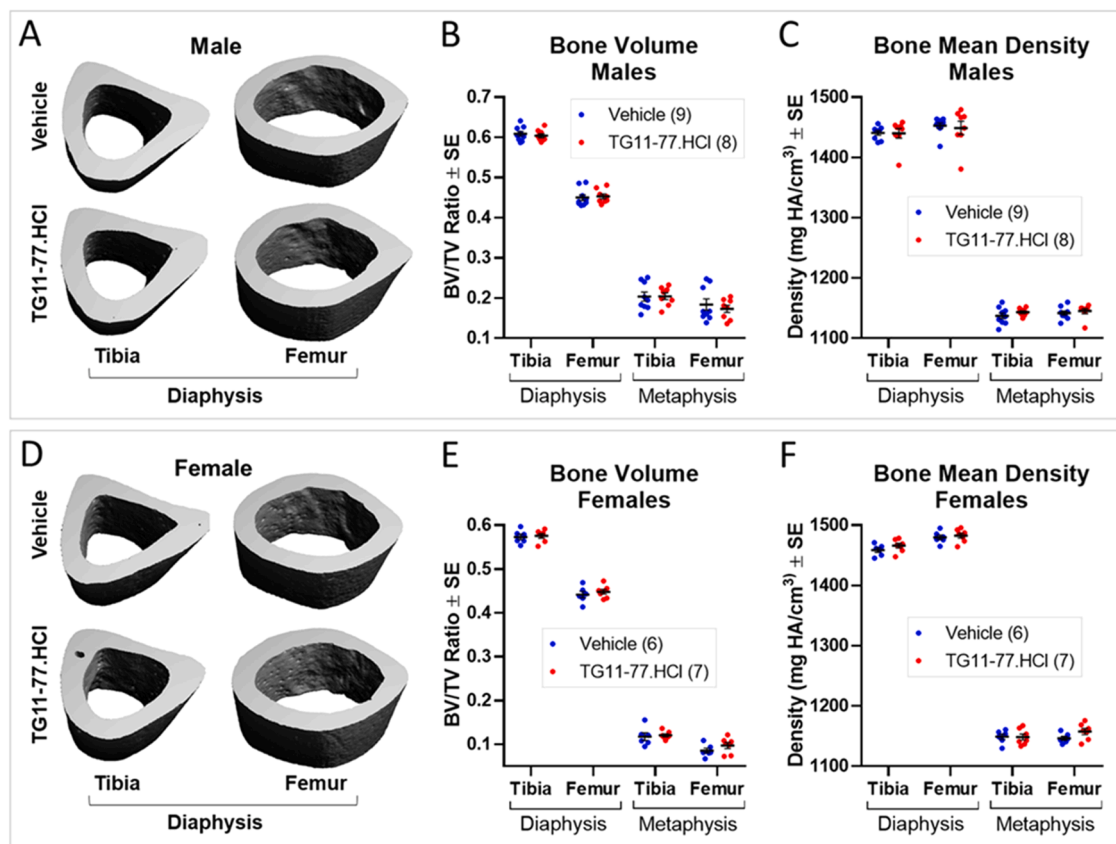 A
Male
Vehicle
TG11-77.HCl
Tibia Femur
Diaphysis
B
Bone Volume
Males
BV/TV Ratio ± SE
0.7
0.6
0.5
0.4
0.3
0.2
0.1
Vehicle (9)
TG11-77.HCl (8)
Tibia Femur Tibia Femur
Diaphysis Metaphysis
C
Bone Mean Density
Males
Density (mg HA/cm³) ± SE
1500
1400
1300
1200
1100
Vehicle (9)
TG11-77.HCl (8)
Tibia Femur Tibia Femur
Diaphysis Metaphysis
D
Female
Vehicle
TG11-77.HCl
Tibia Femur
Diaphysis
E
Bone Volume
Females
BV/TV Ratio ± SE
0.6
0.5
0.4
0.3
0.2
0.1
Vehicle (6)
TG11-77.HCl (7)
Tibia Femur Tibia Femur
Diaphysis Metaphysis
F
Bone Mean Density
Females
Density (mg HA/cm³) ± SE
1500
1400
1300
1200
1100
Vehicle (6)
TG11-77.HCl (7)
Tibia Femur Tibia Femur
Diaphysis Metaphysis